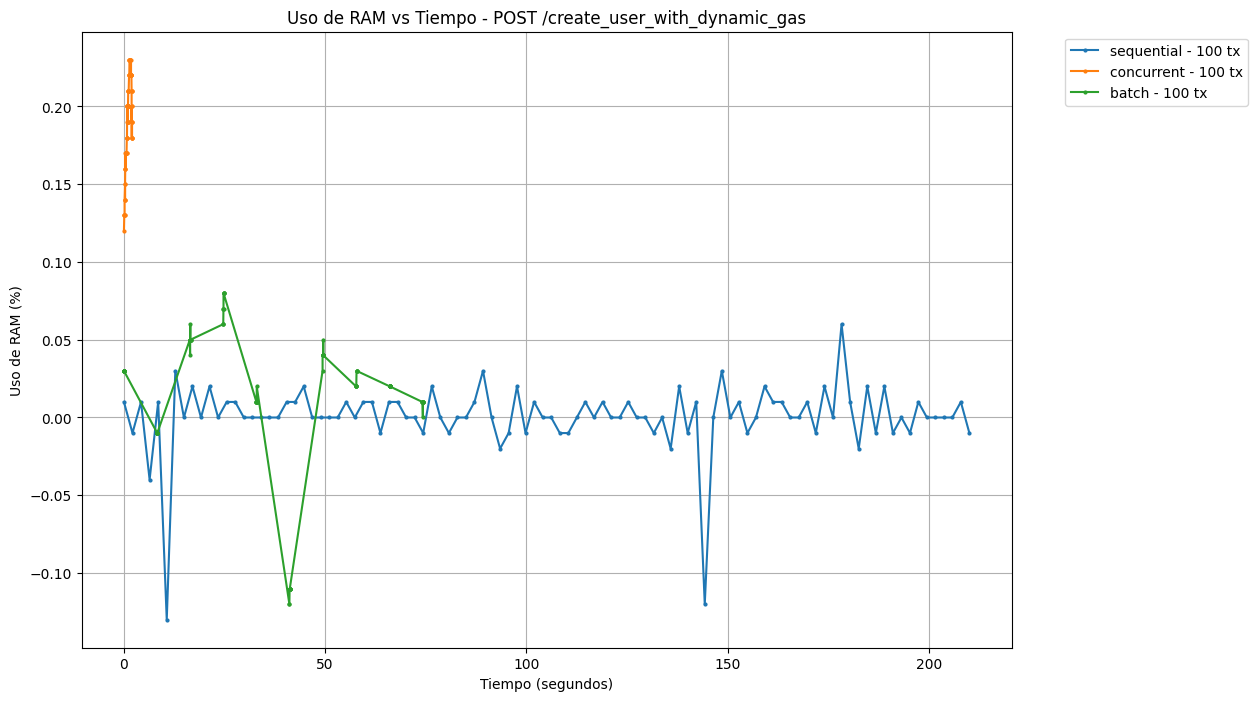 Uso de RAM vs Tiempo - POST /create_user_with_dynamic_gas
sequential - 100 tx
concurrent - 100 tx
batch - 100 tx
Uso de RAM (%)
0.20
0.15
0.10
0.05
0.00
−0.05
−0.10
0 50 100 150 200
Tiempo (segundos)